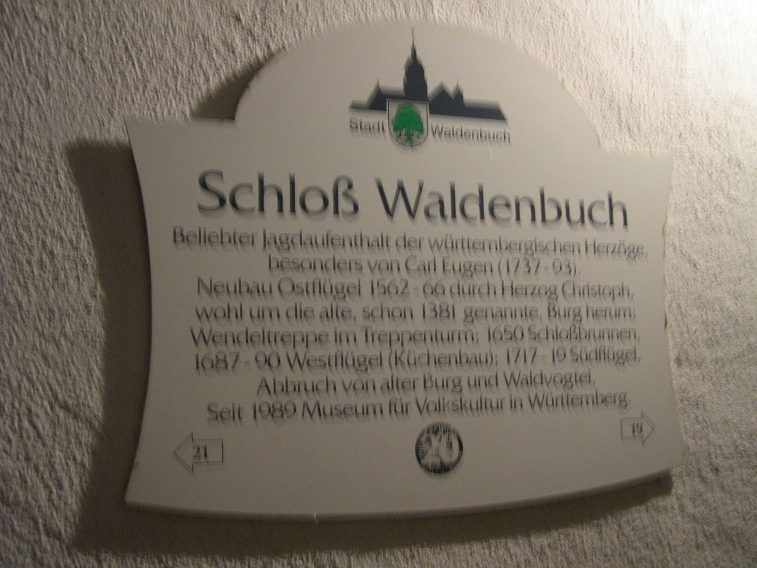 Stadt Waldenbuch
Schloß Waldenbuch
Beliebter Jagdaufenthalt der württembergischen Herzöge,
besonders von Carl Eugen (1737 - 93).
Neubau Ostflügel 1562 - 66 durch Herzog Christoph,
wohl um die alte, schon 1381 genannte, Burg herum;
Wendeltreppe im Treppenturm; 1650 Schloßbrunnen,
1687 - 90 Westflügel (Küchenbau); 1717 - 19 Südflügel,
Abbruch von alter Burg und Waldvogtei.
Seit 1989 Museum für Volkskultur in Württemberg.
21
20
19